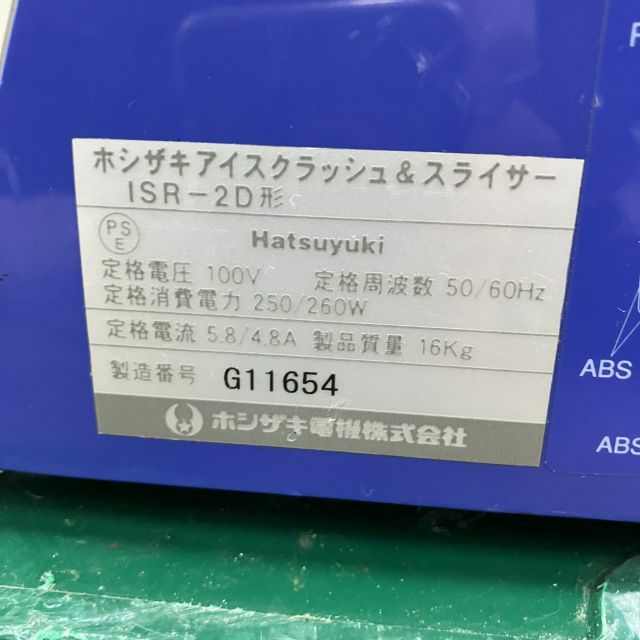 ホシザキアイスクラッシュ&スライサー
ISR-2D形
PS
E
Hatsuyuki
定格電圧 100V 定格周波数 50/60Hz
定格消費電力 250/260W
定格電流 5.8/4.8A 製品質量 16Kg
製造番号 G11654
ホシザキ電機株式会社
ABS
ABS